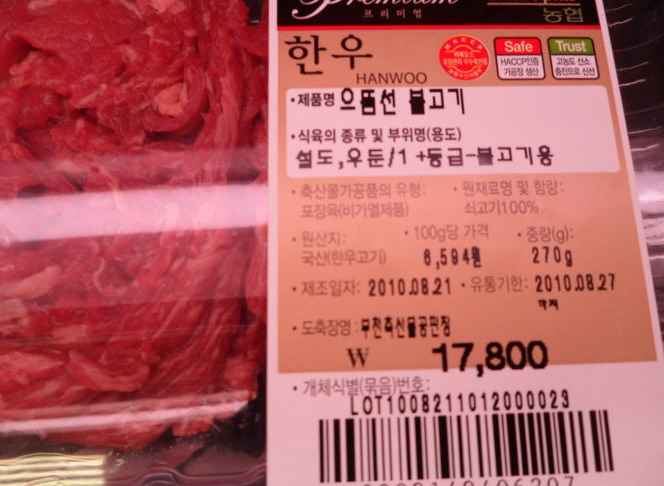 Premium
프리미엄
농협
한우
HANWOO
Safe
HACCP인증
가공장 생산
Trust
고농도 산소
충진으로 신선
•제품명 으뜸선 불고기
•식육의 종류 및 부위명(용도)
설도,우둔/1+등급-불고기용
•축산물가공품의 유형: •원재료명 및 함량:
포장육(비가열제품) 쇠고기100%
•원산지: •100g당 가격 •중량(g):
국산(한우고기) 6,594원 270g
•제조일자: 2010.08.21 •유통기한: 2010.08.27
까지
•도축장명: 부천축산물공판장
W 17,800
•개체식별(묶음)번호:
LOT1008211012000023